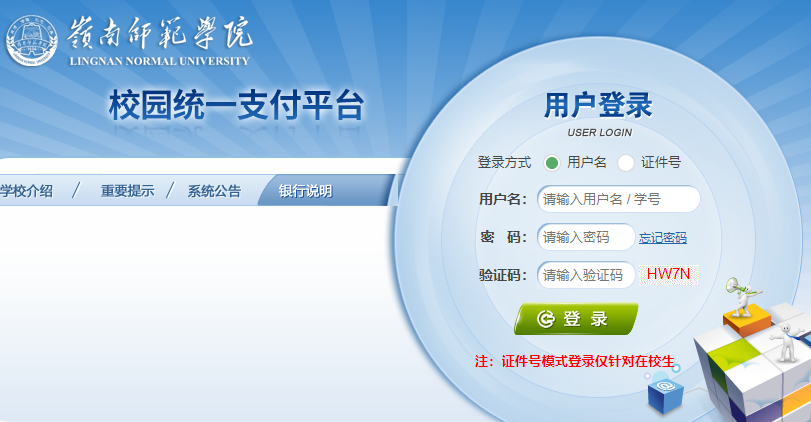 嶺南师範學院
LINGNAN NORMAL UNIVERSITY
校园统一支付平台
学校介绍 / 重要提示 / 系统公告 银行说明
用户登录
USER LOGIN
登录方式 用户名 证件号
用户名: 请输入用户名 / 学号
密 码: 请输入密码 忘记密码
验证码: 请输入验证码 HW7N
登 录
注：证件号模式登录仅针对在校生